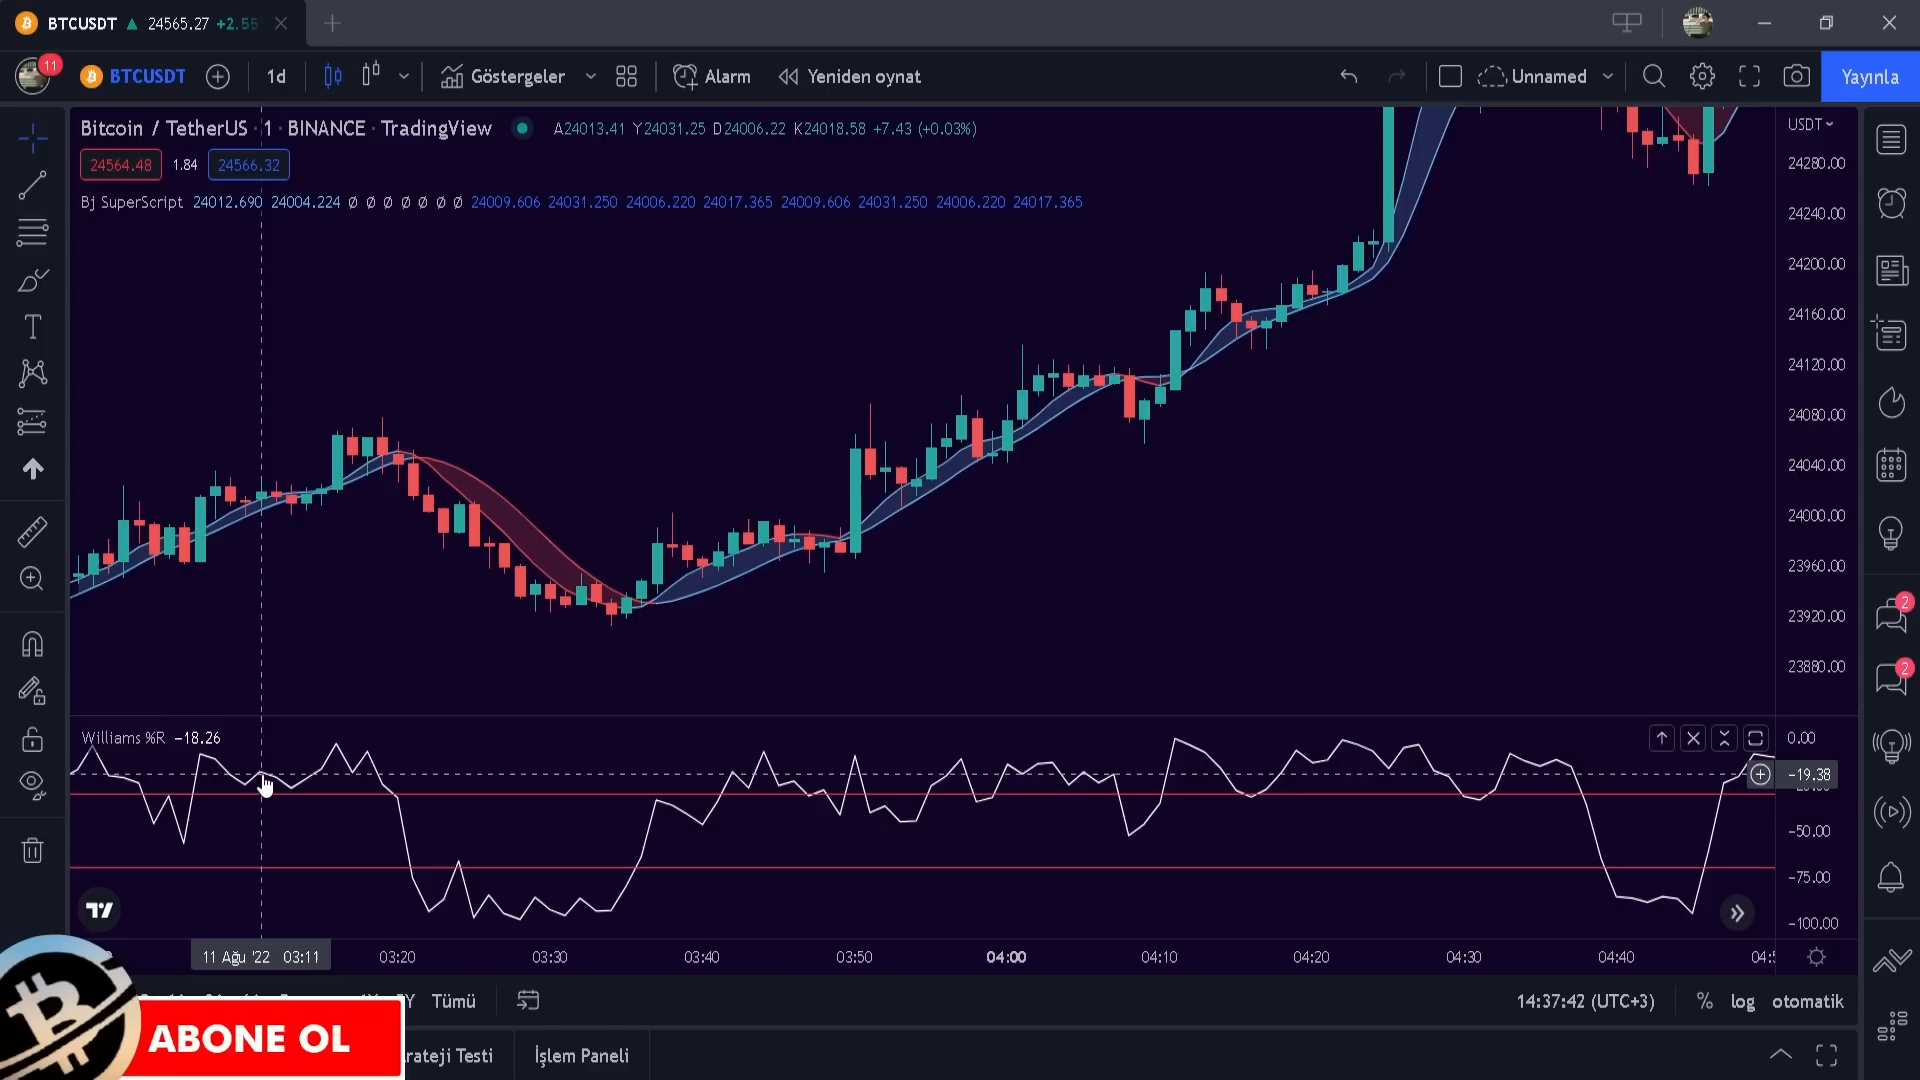 BTCUSDT ▲ 24565.27 +2.55
11 BTCUSDT 1d Göstergeler Alarm Yeniden oynat Unnamed Yayınla
Bitcoin / TetherUS · 1 · BINANCE · TradingView A24013.41 Y24031.25 D24006.22 K24018.58 +7.43 (+0.03%)
USDT
24564.48 1.84 24566.32
Bj SuperScript 24012.690 24004.224 Ø Ø Ø Ø Ø Ø Ø 24009.606 24031.250 24006.220 24017.365 24009.606 24031.250 24006.220 24017.365
24280.00
24240.00
24200.00
24160.00
24120.00
24080.00
24040.00
24000.00
23960.00
23920.00
23880.00
2
2
Williams %R −18.26
0.00
−19.38
−50.00
−75.00
−100.00
11 Ağu '22 03:11 03:20 03:30 03:40 03:50 04:00 04:10 04:20 04:30 04:40
Tümü 14:37:42 (UTC+3) % log otomatik
ABONE OL
rateji Testi İşlem Paneli